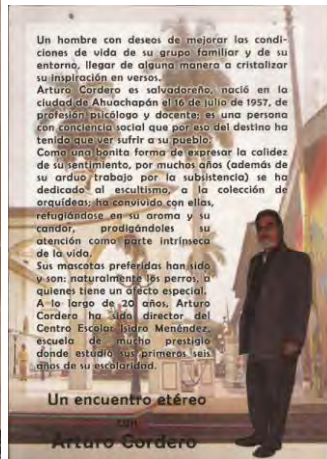 Un hombre con deseos de mejorar las condi-
ciones de vida de su grupo familiar y de su
entorno, llegar de alguna manera a cristalizar
su inspiración en versos.
Arturo Cordero es salvadoreño, nació en la
ciudad de Ahuachapán el 16 de julio de 1957, de
profesión psicólogo y docente; es una persona
con conciencia social que por eso del destino ha
tenido que ver sufrir a su pueblo.
Como una bonita forma de expresar la calidez
de su sentimiento, por muchos años (además de
su arduo trabajo por la subsistencia) se ha
dedicado al escultismo, a la colección de
orquídeas; ha convivido con ellas,
refugiándose en su aroma y su
candor, prodigándoles su
atención como parte intrínseca
de la vida.
Sus mascotas preferidas han sido
y son: naturalmente los perros, a
quienes tiene un afecto especial.
A lo largo de 20 años, Arturo
Cordero ha sido director del
Centro Escolar Isidro Menéndez,
escuela de mucho prestigio
donde estudió sus primeros seis
años de su escolaridad.
Un encuentro etéreo
con
Arturo Cordero